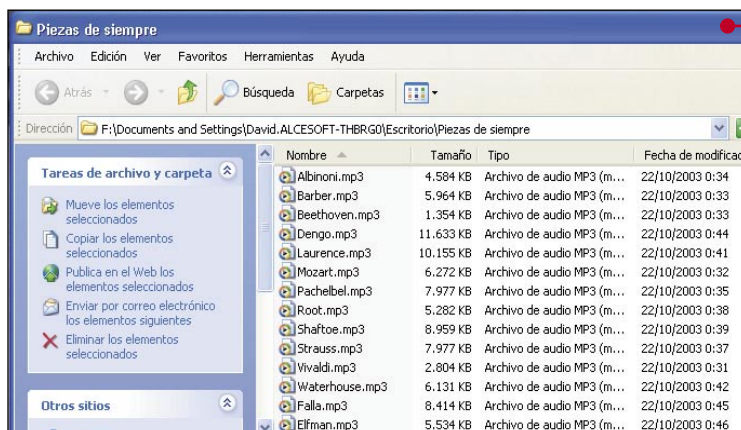 Piezas de siempre
Archivo Edición Ver Favoritos Herramientas Ayuda
Atrás Búsqueda Carpetas
Dirección F:\Documents and Settings\David.ALCESOFT-THBRG0\Escritorio\Piezas de siempre
Tareas de archivo y carpeta
Mueve los elementos
seleccionados
Copiar los elementos
seleccionados
Publica en el Web los
elementos seleccionados
Enviar por correo electrónico
los elementos siguientes
Eliminar los elementos
seleccionados
Otros sitios
Nombre Tamaño Tipo Fecha de modificac
Albinoni.mp3 4.584 KB Archivo de audio MP3 (m... 22/10/2003 0:34
Barber.mp3 5.964 KB Archivo de audio MP3 (m... 22/10/2003 0:33
Beethoven.mp3 1.354 KB Archivo de audio MP3 (m... 22/10/2003 0:33
Dengo.mp3 11.633 KB Archivo de audio MP3 (m... 22/10/2003 0:44
Laurence.mp3 10.155 KB Archivo de audio MP3 (m... 22/10/2003 0:41
Mozart.mp3 6.272 KB Archivo de audio MP3 (m... 22/10/2003 0:32
Pachelbel.mp3 7.977 KB Archivo de audio MP3 (m... 22/10/2003 0:35
Root.mp3 5.282 KB Archivo de audio MP3 (m... 22/10/2003 0:38
Shaftoe.mp3 8.959 KB Archivo de audio MP3 (m... 22/10/2003 0:39
Strauss.mp3 7.977 KB Archivo de audio MP3 (m... 22/10/2003 0:37
Vivaldi.mp3 2.804 KB Archivo de audio MP3 (m... 22/10/2003 0:31
Waterhouse.mp3 6.131 KB Archivo de audio MP3 (m... 22/10/2003 0:42
Falla.mp3 8.414 KB Archivo de audio MP3 (m... 22/10/2003 0:45
Elfman.mp3 5.534 KB Archivo de audio MP3 (m... 22/10/2003 0:46